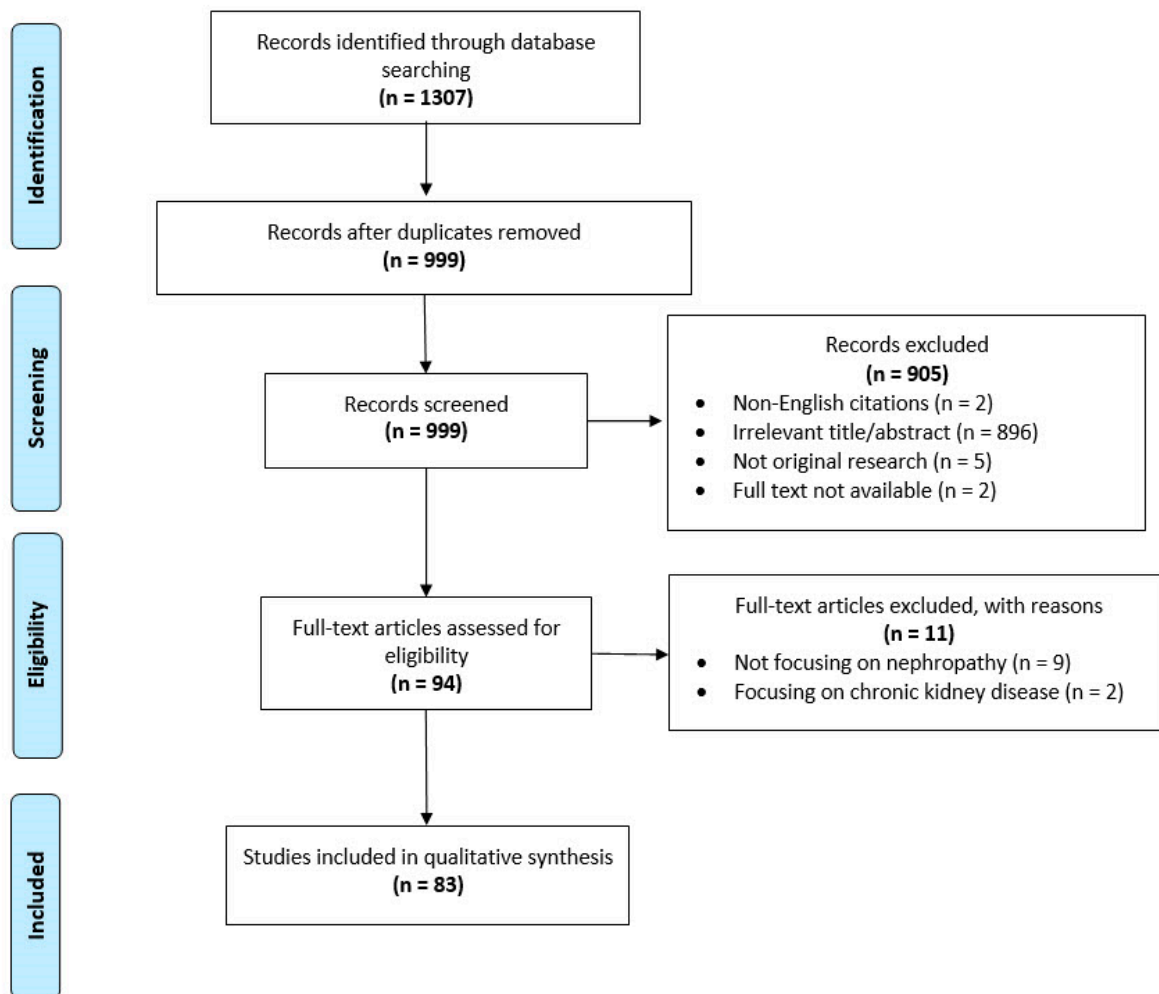 Identification
Records identified through database
searching
(n = 1307)
Records after duplicates removed
(n = 999)
Screening
Records screened
(n = 999)
Records excluded
(n = 905)
• Non-English citations (n = 2)
• Irrelevant title/abstract (n = 896)
• Not original research (n = 5)
• Full text not available (n = 2)
Eligibility
Full-text articles assessed for
eligibility
(n = 94)
Full-text articles excluded, with reasons
(n = 11)
• Not focusing on nephropathy (n = 9)
• Focusing on chronic kidney disease (n = 2)
Included
Studies included in qualitative synthesis
(n = 83)